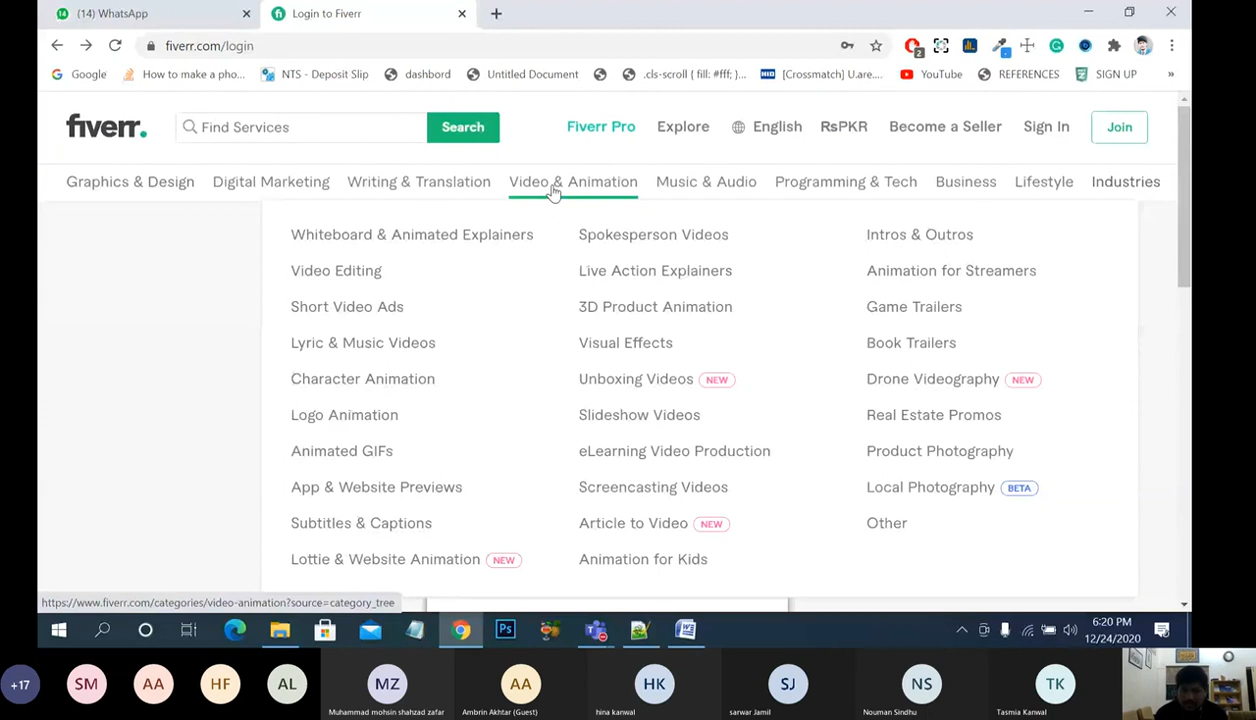 (14) WhatsApp
Login to Fiverr
fiverr.com/login
2
Google
How to make a pho...
NTS - Deposit Slip
dashbord
Untitled Document
.cls-scroll { fill: #fff; }...
[Crossmatch] U.are...
YouTube
REFERENCES
SIGN UP
»
fiverr.
Find Services
Search
Fiverr Pro
Explore
English
RsPKR
Become a Seller
Sign In
Join
Graphics & Design
Digital Marketing
Writing & Translation
Video & Animation
Music & Audio
Programming & Tech
Business
Lifestyle
Industries
Whiteboard & Animated Explainers
Video Editing
Short Video Ads
Lyric & Music Videos
Character Animation
Logo Animation
Animated GIFs
App & Website Previews
Subtitles & Captions
Lottie & Website Animation NEW
Spokesperson Videos
Live Action Explainers
3D Product Animation
Visual Effects
Unboxing Videos NEW
Slideshow Videos
eLearning Video Production
Screencasting Videos
Article to Video NEW
Animation for Kids
Intros & Outros
Animation for Streamers
Game Trailers
Book Trailers
Drone Videography NEW
Real Estate Promos
Product Photography
Local Photography BETA
Other
https://www.fiverr.com/categories/video-animation?source=category_tree
Ps
6:20 PM
12/24/2020
+17
SM
AA
HF
AL
MZ
Muhammad mohsin shahzad zafar
AA
Ambrin Akhtar (Guest)
HK
hina kanwal
SJ
sarwar Jamil
NS
Nouman Sindhu
TK
Tasmia Kanwal